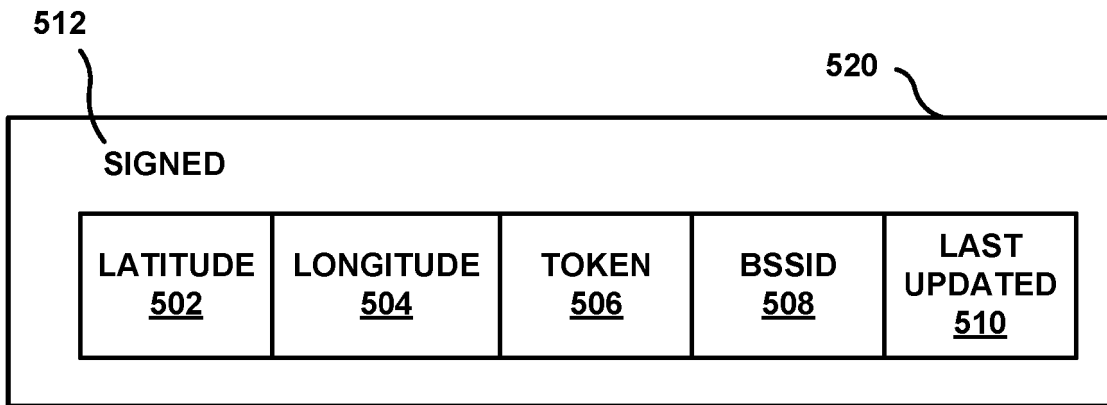 512
520
SIGNED
LATITUDE
502
LONGITUDE
504
TOKEN
506
BSSID
508
LAST
UPDATED
510